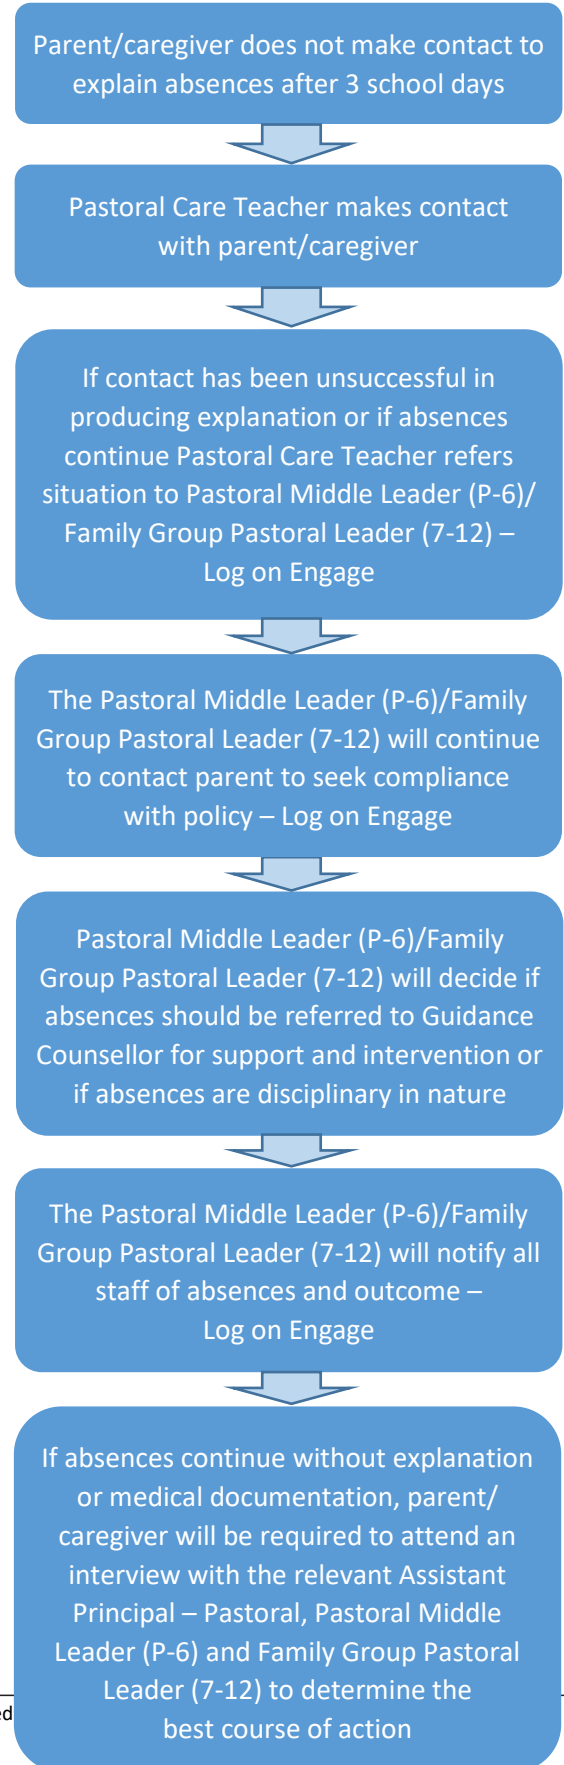 Parent/caregiver does not make contact to
explain absences after 3 school days
Pastoral Care Teacher makes contact
with parent/caregiver
If contact has been unsuccessful in
producing explanation or if absences
continue Pastoral Care Teacher refers
situation to Pastoral Middle Leader (P-6)/
Family Group Pastoral Leader (7-12) –
Log on Engage
The Pastoral Middle Leader (P-6)/Family
Group Pastoral Leader (7-12) will continue
to contact parent to seek compliance
with policy – Log on Engage
Pastoral Middle Leader (P-6)/Family
Group Pastoral Leader (7-12) will decide if
absences should be referred to Guidance
Counsellor for support and intervention or
if absences are disciplinary in nature
The Pastoral Middle Leader (P-6)/Family
Group Pastoral Leader (7-12) will notify all
staff of absences and outcome –
Log on Engage
If absences continue without explanation
or medical documentation, parent/
caregiver will be required to attend an
interview with the relevant Assistant
Principal – Pastoral, Pastoral Middle
Leader (P-6) and Family Group Pastoral
Leader (7-12) to determine the
best course of action